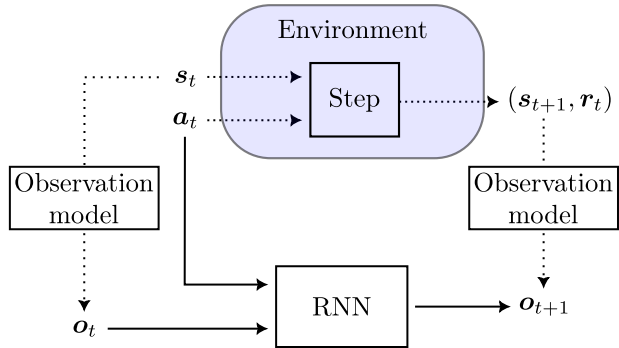 Environment
s_t
a_t
Step
(s_{t+1}, r_t)
Observation
model
Observation
model
RNN
o_t
o_{t+1}